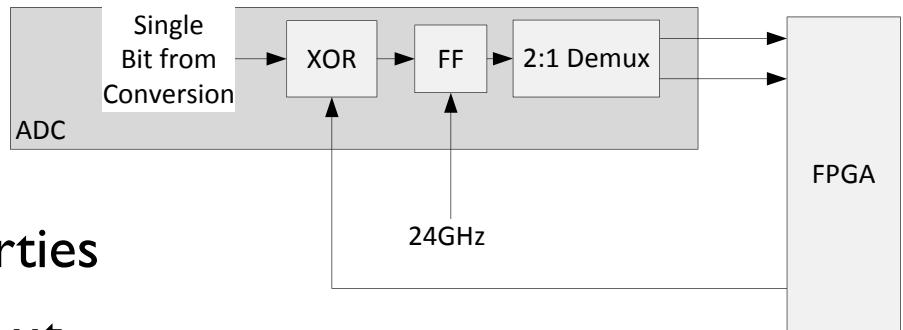 Single
Bit from
Conversion
XOR
FF
2:1 Demux
ADC
FPGA
24GHz